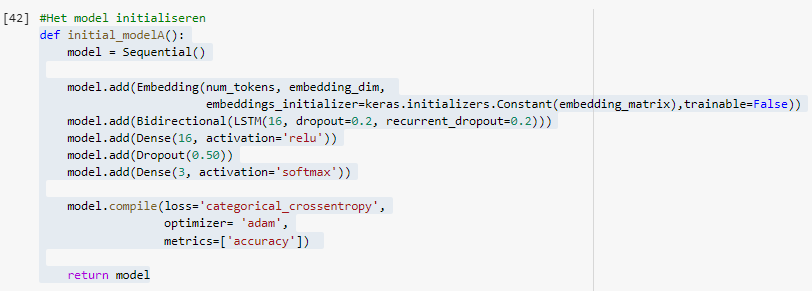 [42] #Het model initialiseren
def initial_modelA():
model = Sequential()
model.add(Embedding(num_tokens, embedding_dim,
embeddings_initializer=keras.initializers.Constant(embedding_matrix),trainable=False))
model.add(Bidirectional(LSTM(16, dropout=0.2, recurrent_dropout=0.2)))
model.add(Dense(16, activation='relu'))
model.add(Dropout(0.50))
model.add(Dense(3, activation='softmax'))
model.compile(loss='categorical_crossentropy',
optimizer= 'adam',
metrics=['accuracy'])
return model